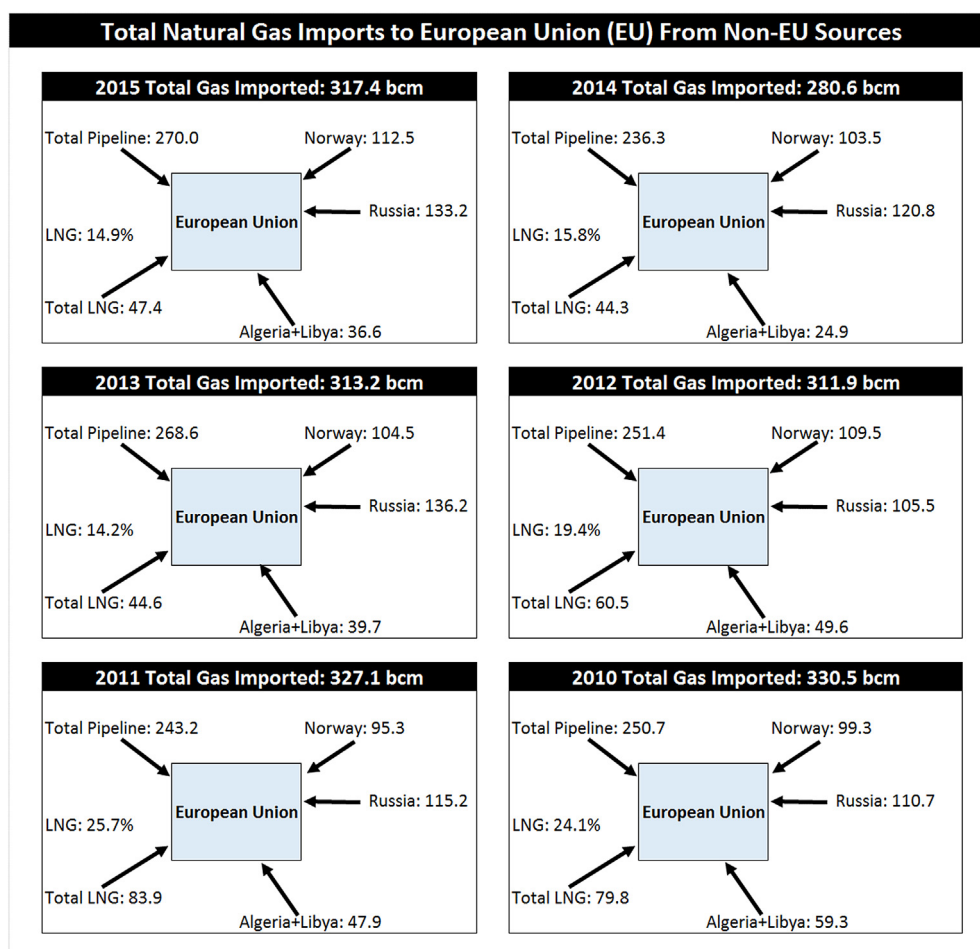 Total Natural Gas Imports to European Union (EU) From Non-EU Sources
2015 Total Gas Imported: 317.4 bcm
Total Pipeline: 270.0
Norway: 112.5
European Union
Russia: 133.2
LNG: 14.9%
Total LNG: 47.4
Algeria+Libya: 36.6
2014 Total Gas Imported: 280.6 bcm
Total Pipeline: 236.3
Norway: 103.5
European Union
Russia: 120.8
LNG: 15.8%
Total LNG: 44.3
Algeria+Libya: 24.9
2013 Total Gas Imported: 313.2 bcm
Total Pipeline: 268.6
Norway: 104.5
European Union
Russia: 136.2
LNG: 14.2%
Total LNG: 44.6
Algeria+Libya: 39.7
2012 Total Gas Imported: 311.9 bcm
Total Pipeline: 251.4
Norway: 109.5
European Union
Russia: 105.5
LNG: 19.4%
Total LNG: 60.5
Algeria+Libya: 49.6
2011 Total Gas Imported: 327.1 bcm
Total Pipeline: 243.2
Norway: 95.3
European Union
Russia: 115.2
LNG: 25.7%
Total LNG: 83.9
Algeria+Libya: 47.9
2010 Total Gas Imported: 330.5 bcm
Total Pipeline: 250.7
Norway: 99.3
European Union
Russia: 110.7
LNG: 24.1%
Total LNG: 79.8
Algeria+Libya: 59.3